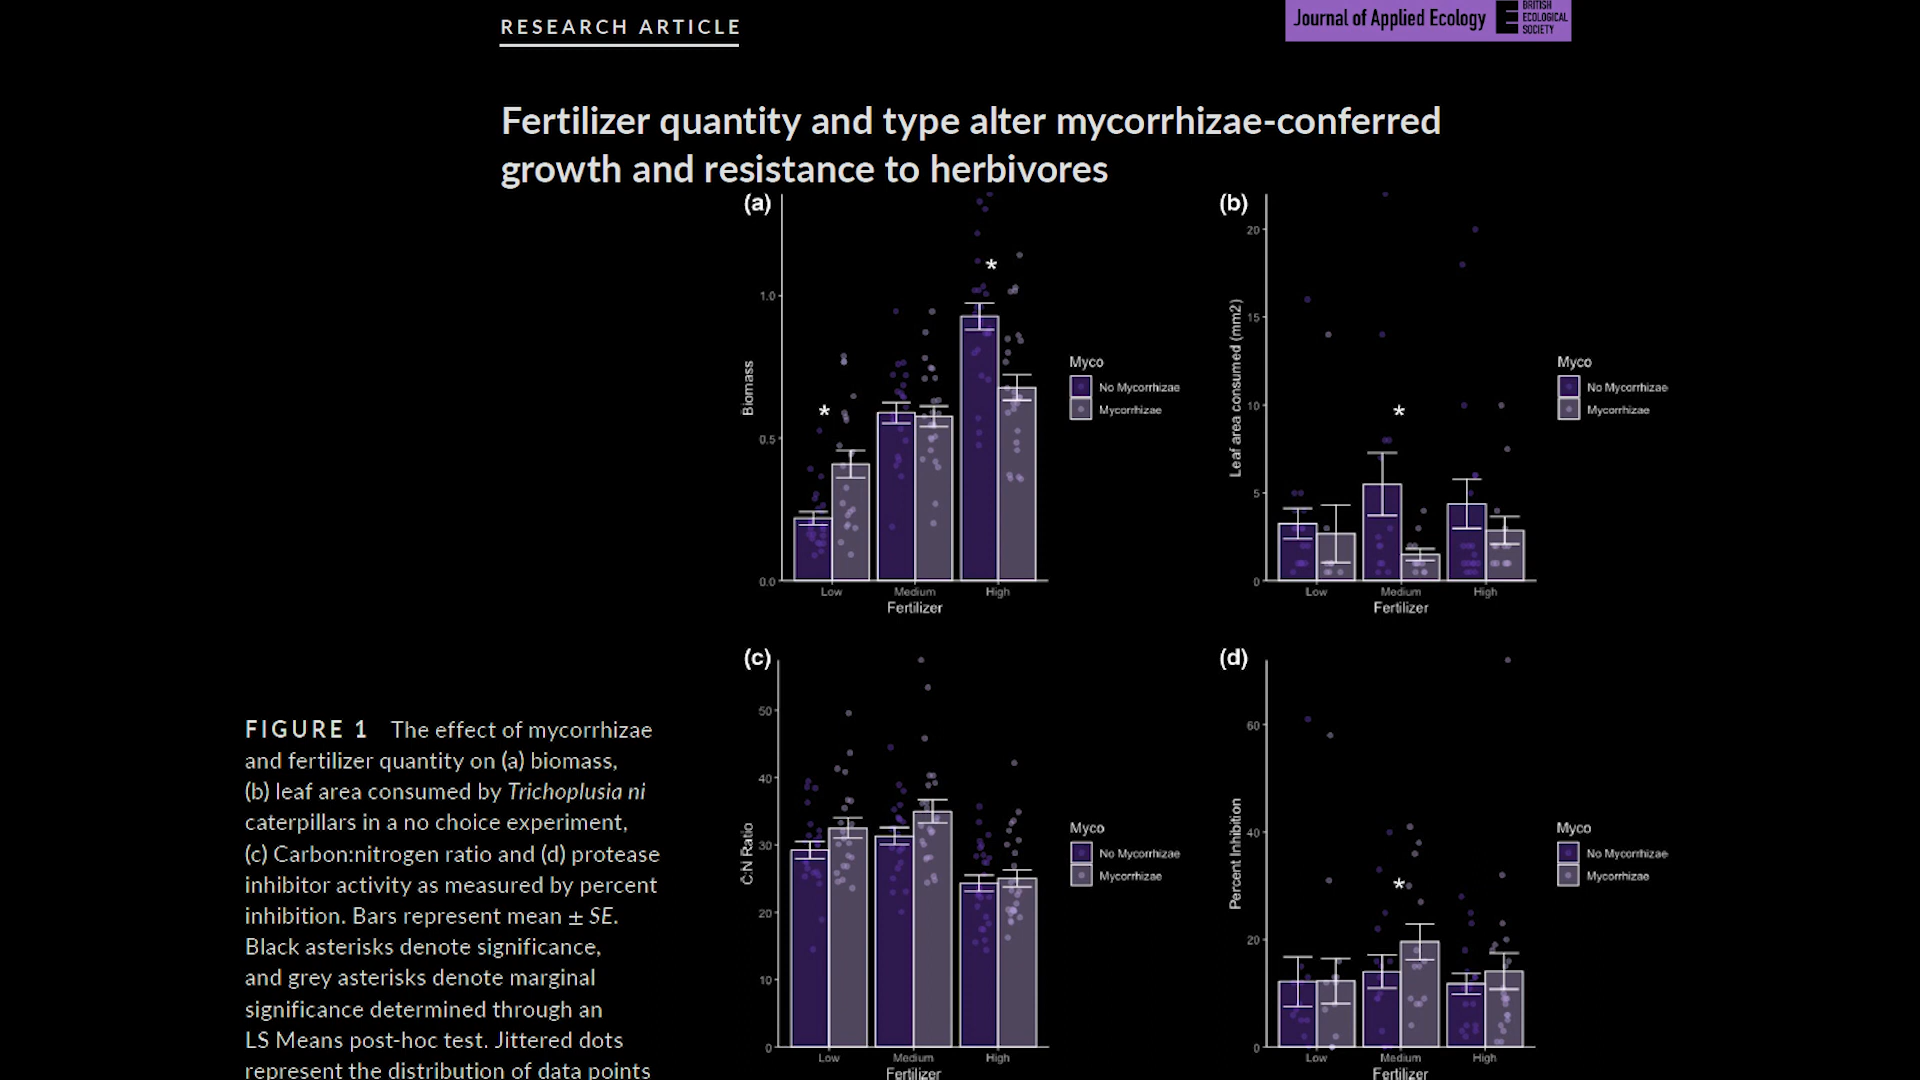 RESEARCH ARTICLE
Journal of Applied Ecology
BRITISH
ECOLOGICAL
SOCIETY
Fertilizer quantity and type alter mycorrhizae-conferred
growth and resistance to herbivores
(a)
1.0
0.5
0.0
Biomass
*
*
Low Medium High
Fertilizer
Myco
No Mycorrhizae
Mycorrhizae
(b)
20
15
10
5
0
Leaf area consumed (mm2)
*
Low Medium High
Fertilizer
Myco
No Mycorrhizae
Mycorrhizae
(c)
50
40
30
20
10
0
C:N Ratio
Low Medium High
Fertilizer
Myco
No Mycorrhizae
Mycorrhizae
(d)
60
40
20
0
Percent Inhibition
*
Low Medium High
Fertilizer
Myco
No Mycorrhizae
Mycorrhizae
FIGURE 1 The effect of mycorrhizae
and fertilizer quantity on (a) biomass,
(b) leaf area consumed by Trichoplusia ni
caterpillars in a no choice experiment,
(c) Carbon:nitrogen ratio and (d) protease
inhibitor activity as measured by percent
inhibition. Bars represent mean ± SE.
Black asterisks denote significance,
and grey asterisks denote marginal
significance determined through an
LS Means post-hoc test. Jittered dots
represent the distribution of data points